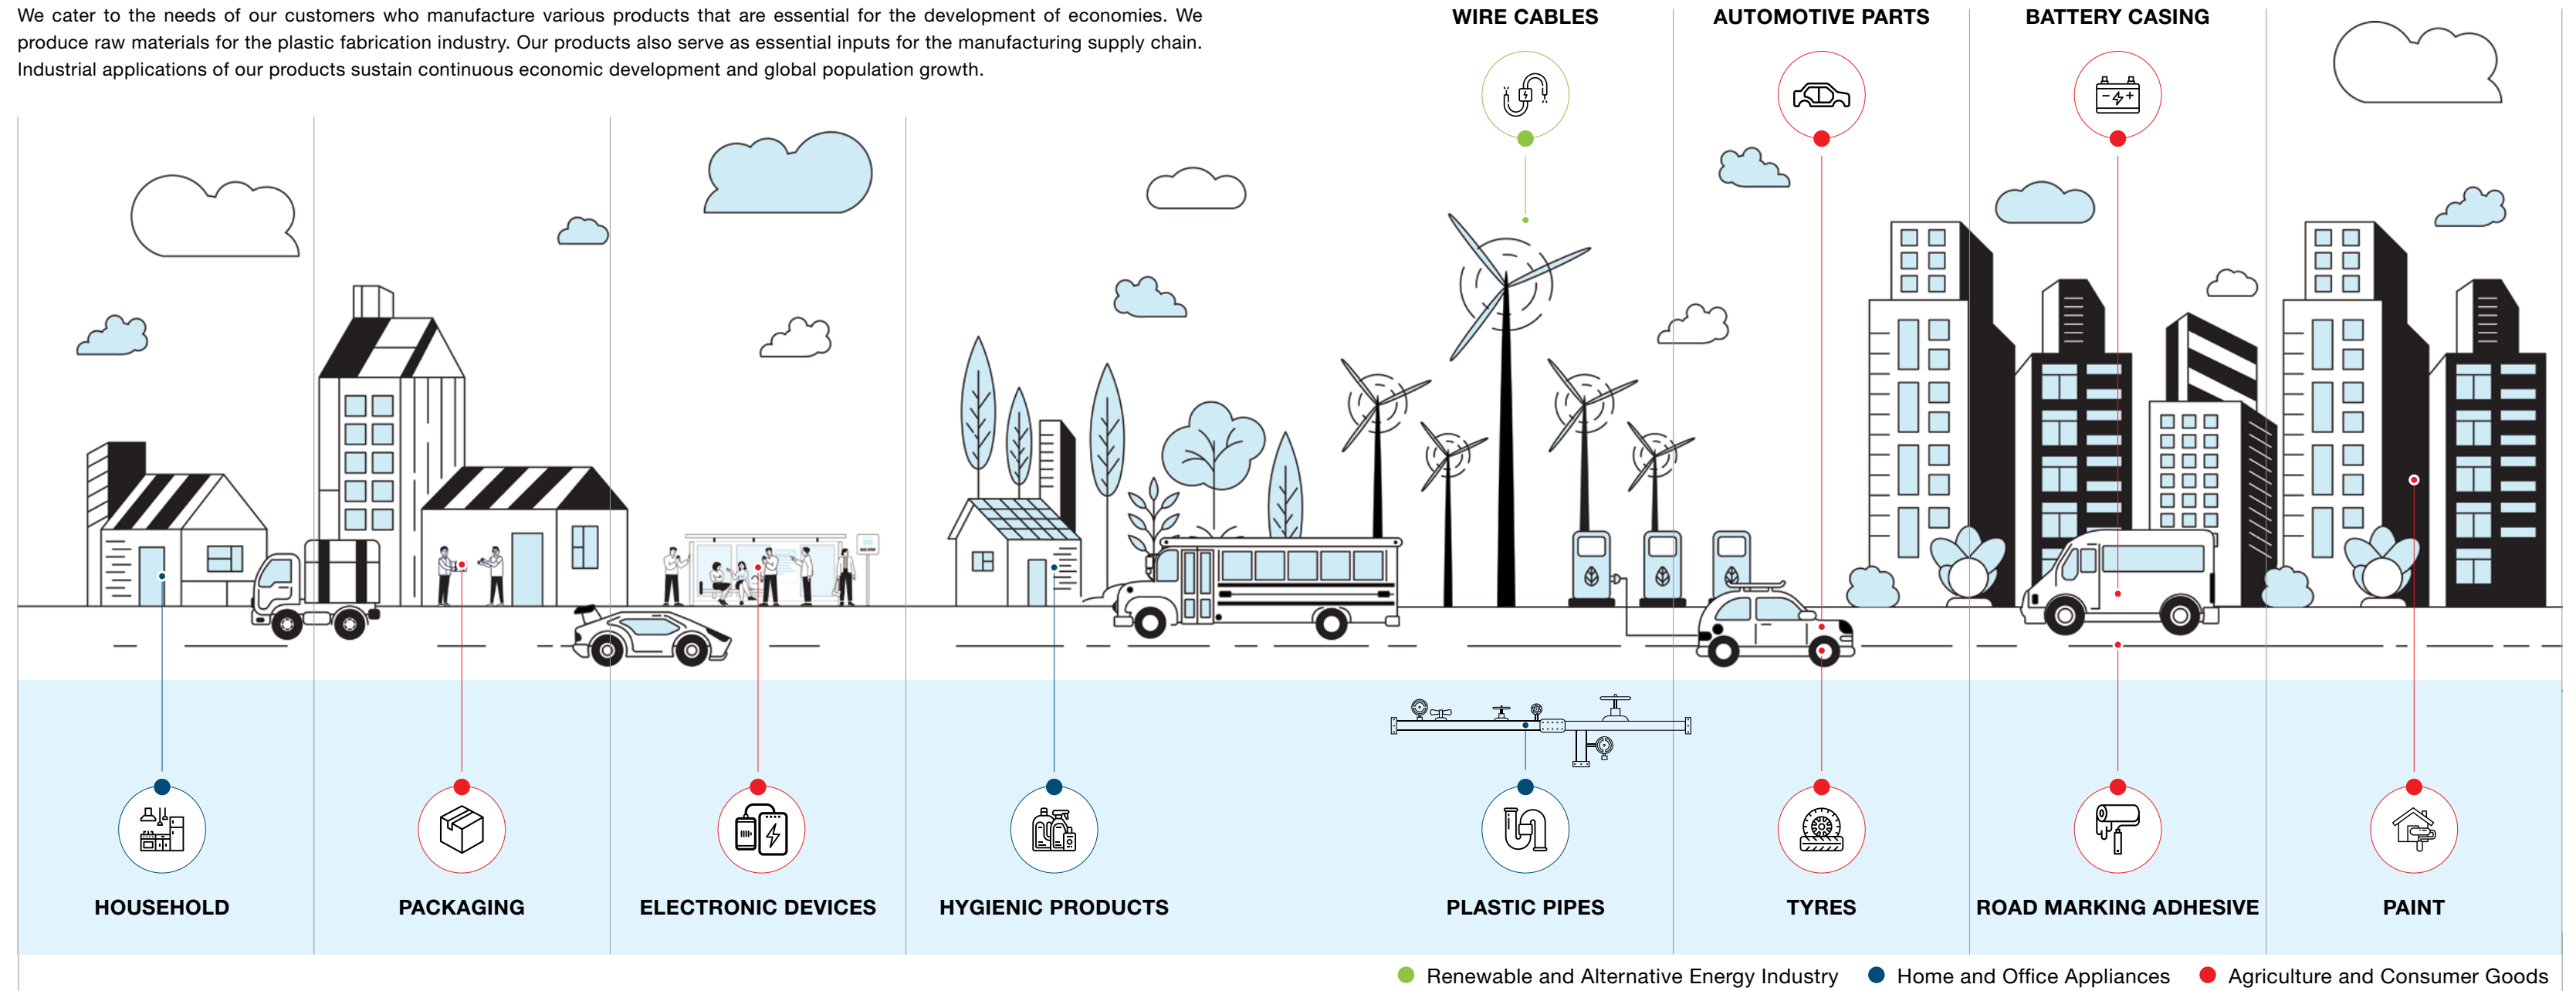 We cater to the needs of our customers who manufacture various products that are essential for the development of economies. We
produce raw materials for the plastic fabrication industry. Our products also serve as essential inputs for the manufacturing supply chain.
Industrial applications of our products sustain continuous economic development and global population growth.
WIRE CABLES
AUTOMOTIVE PARTS
BATTERY CASING
BUS STOP
HOUSEHOLD
PACKAGING
ELECTRONIC DEVICES
HYGIENIC PRODUCTS
PLASTIC PIPES
TYRES
ROAD MARKING ADHESIVE
PAINT
Renewable and Alternative Energy Industry
Home and Office Appliances
Agriculture and Consumer Goods